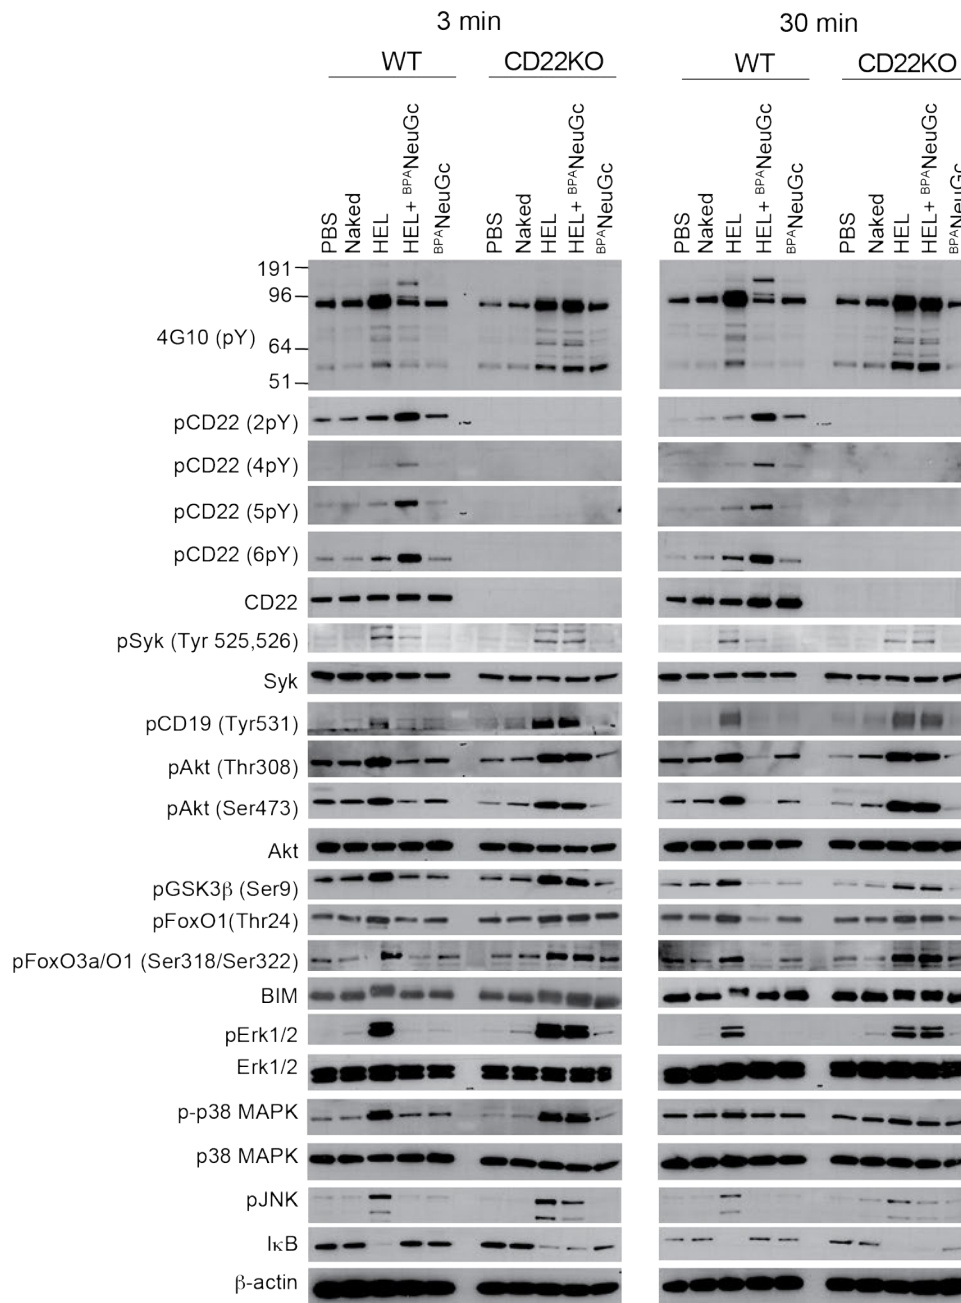 3 min 30 min
WT CD22KO WT CD22KO
PBS Naked HEL HEL+ BPANeuGc BPANeuGc PBS Naked HEL HEL+ BPANeuGc BPANeuGc PBS Naked HEL HEL+ BPANeuGc BPANeuGc PBS Naked HEL HEL+ BPANeuGc BPANeuGc
191
96
4G10 (pY)
64
51
pCD22 (2pY)
pCD22 (4pY)
pCD22 (5pY)
pCD22 (6pY)
CD22
pSyk (Tyr 525,526)
Syk
pCD19 (Tyr531)
pAkt (Thr308)
pAkt (Ser473)
Akt
pGSK3β (Ser9)
pFoxO1(Thr24)
pFoxO3a/O1 (Ser318/Ser322)
BIM
pErk1/2
Erk1/2
p-p38 MAPK
p38 MAPK
pJNK
IκB
β-actin